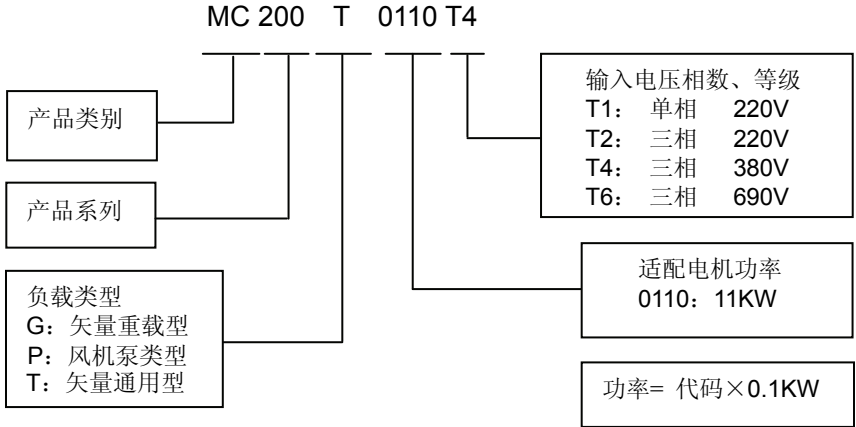 MC 200 T 0110 T4
产品类别
产品系列
负载类型
G：矢量重载型
P：风机泵类型
T：矢量通用型
输入电压相数、等级
T1： 单相 220V
T2： 三相 220V
T4： 三相 380V
T6： 三相 690V
适配电机功率
0110：11KW
功率= 代码×0.1KW